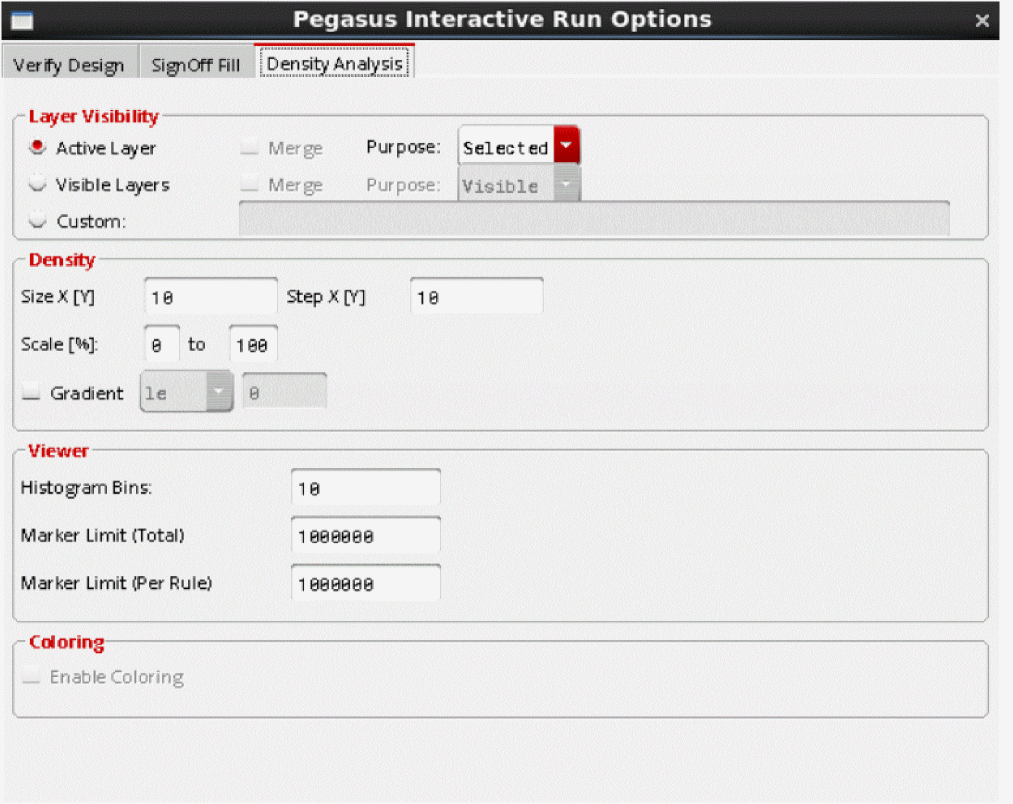 Pegasus Interactive Run Options
Verify Design SignOff Fill Density Analysis
Layer Visibility
Active Layer Merge Purpose: Selected
Visible Layers Merge Purpose: Visible
Custom:
Density
Size X [Y] 10 Step X [Y] 10
Scale [%]: 0 to 100
Gradient le 0
Viewer
Histogram Bins: 10
Marker Limit (Total) 1000000
Marker Limit (Per Rule) 1000000
Coloring
Enable Coloring